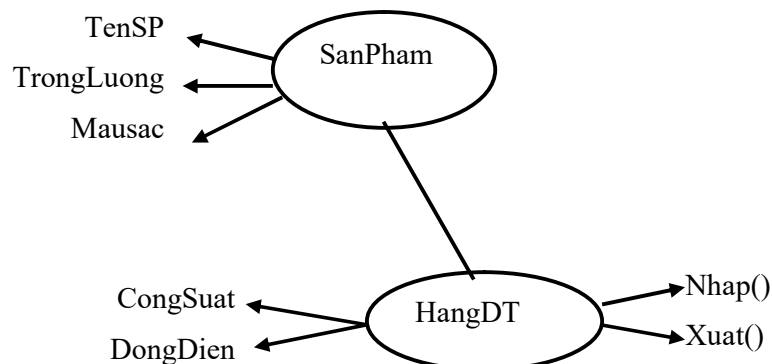 TenSP
SanPham
TrongLuong
Mausac
CongSuat
HangDT
Nhap()
DongDien
Xuat()